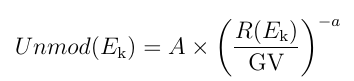 Unmod(E_k) = A × (R(E_k)/GV)^{-a}